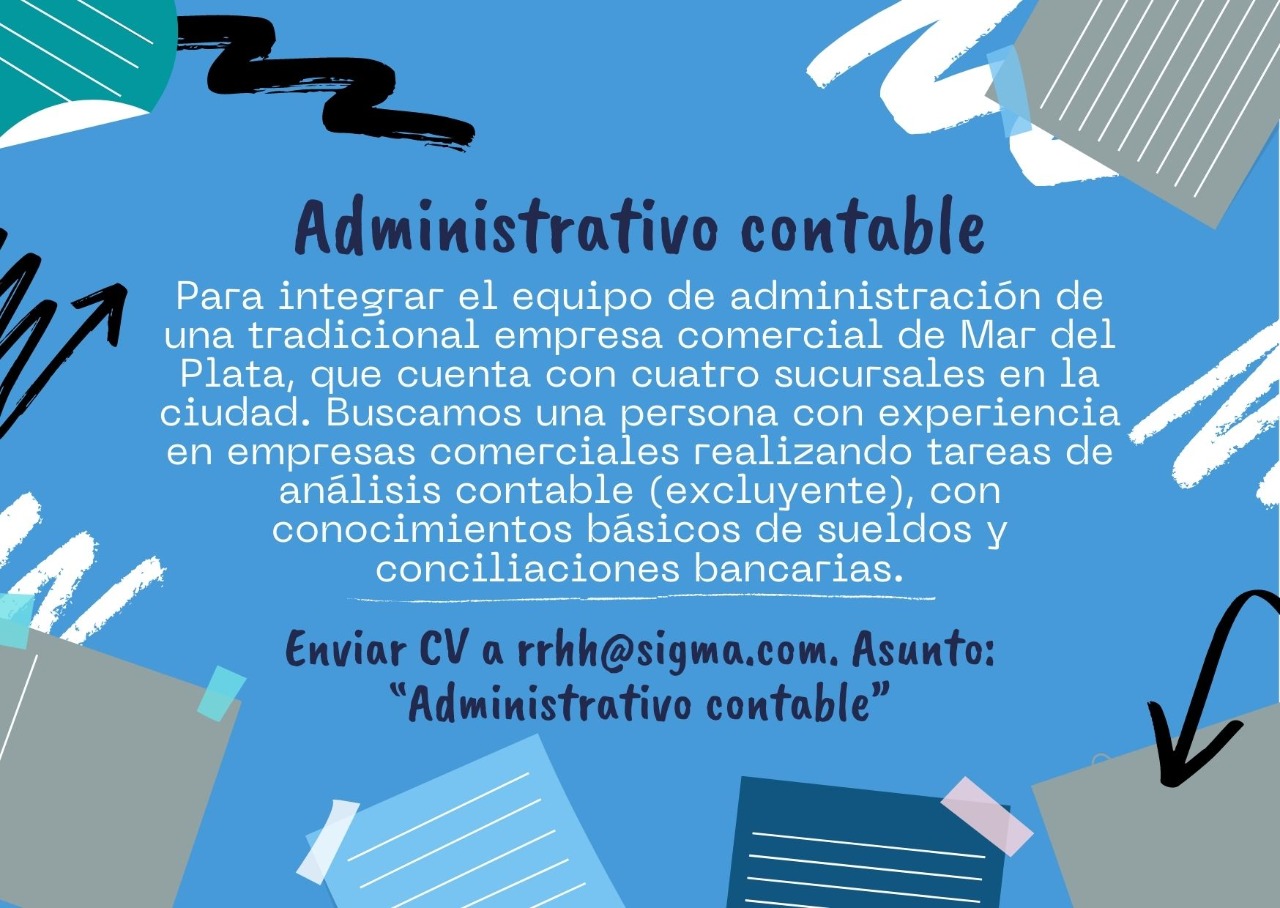 Administrativo contable
Para integrar el equipo de administración de
una tradicional empresa comercial de Mar del
Plata, que cuenta con cuatro sucursales en la
ciudad. Buscamos una persona con experiencia
en empresas comerciales realizando tareas de
análisis contable (excluyente), con
conocimientos básicos de sueldos y
conciliaciones bancarias.
Enviar CV a rrhh@sigma.com. Asunto:
“Administrativo contable”